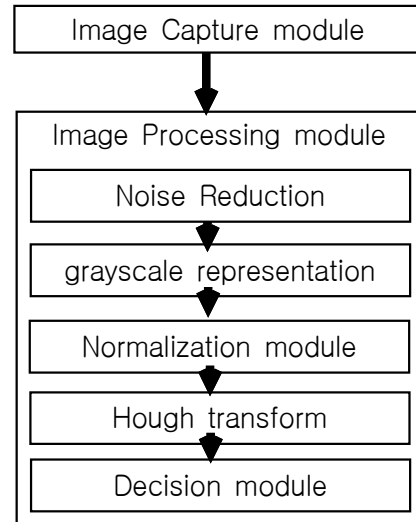 Image Capture module
Image Processing module
Noise Reduction
grayscale representation
Normalization module
Hough transform
Decision module